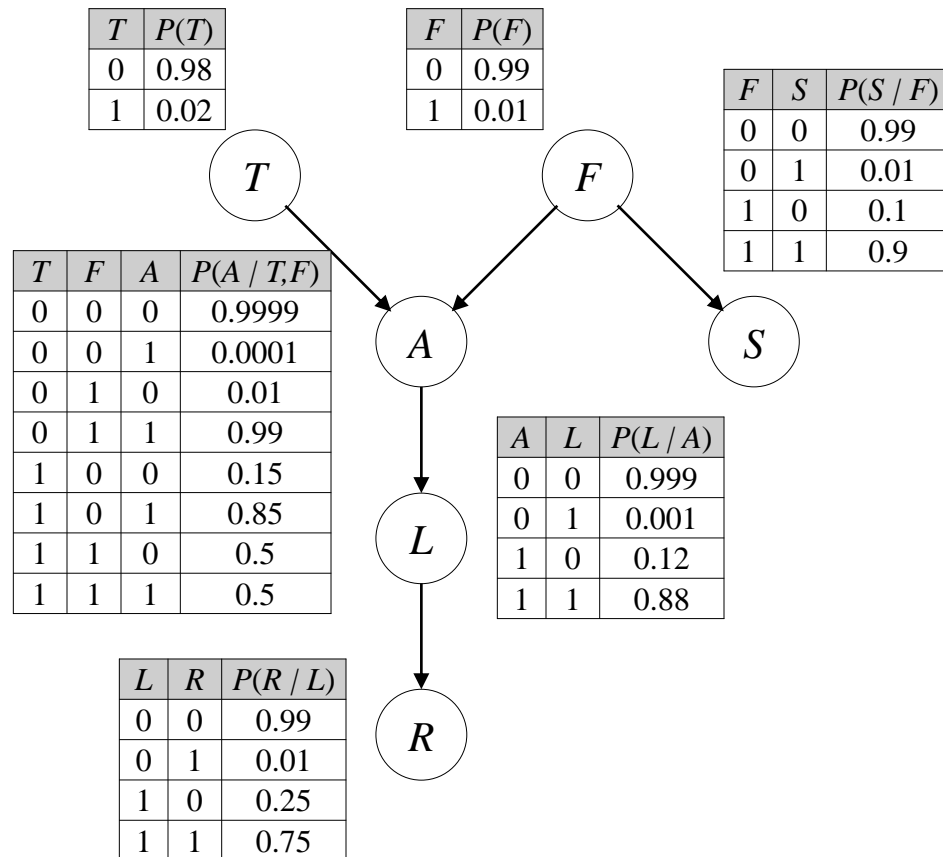 T P(T)
0 0.98
1 0.02
F P(F)
0 0.99
1 0.01
F S P(S / F)
0 0 0.99
0 1 0.01
1 0 0.1
1 1 0.9
T
F
T F A P(A / T,F)
0 0 0 0.9999
0 0 1 0.0001
0 1 0 0.01
0 1 1 0.99
1 0 0 0.15
1 0 1 0.85
1 1 0 0.5
1 1 1 0.5
A
S
A L P(L / A)
0 0 0.999
0 1 0.001
1 0 0.12
1 1 0.88
L
L R P(R / L)
0 0 0.99
0 1 0.01
1 0 0.25
1 1 0.75
R